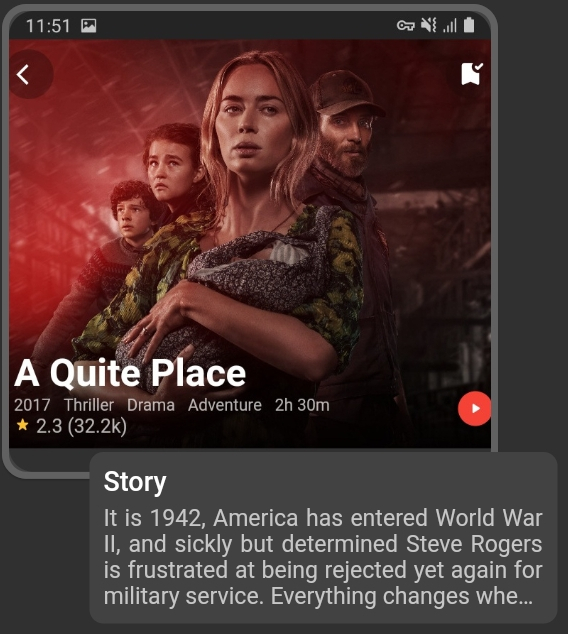 11:51
A Quite Place
2017 Thriller Drama Adventure 2h 30m
2.3 (32.2k)
Story
It is 1942, America has entered World War
II, and sickly but determined Steve Rogers
is frustrated at being rejected yet again for
military service. Everything changes whe...